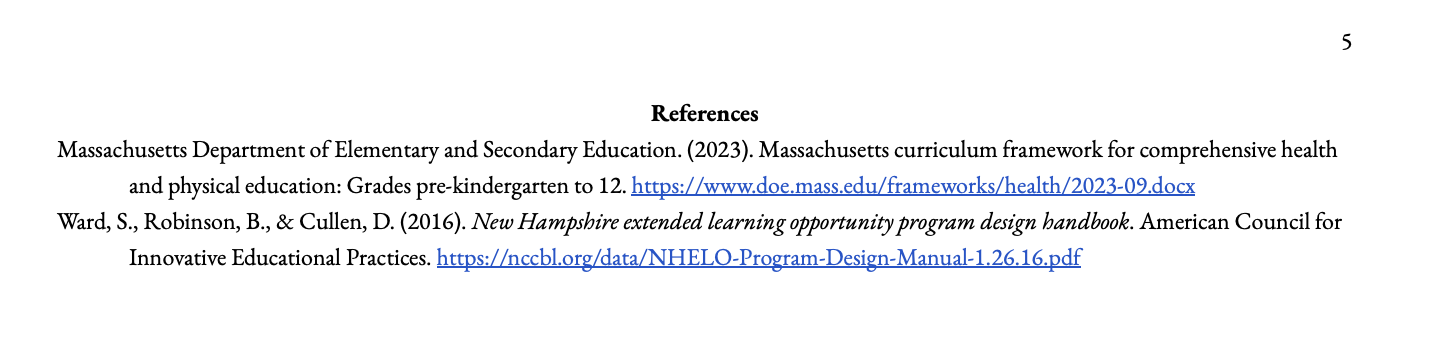 5
References
Massachusetts Department of Elementary and Secondary Education. (2023). Massachusetts curriculum framework for comprehensive health
and physical education: Grades pre-kindergarten to 12. https://www.doe.mass.edu/frameworks/health/2023-09.docx
Ward, S., Robinson, B., & Cullen, D. (2016). New Hampshire extended learning opportunity program design handbook. American Council for
Innovative Educational Practices. https://nccbl.org/data/NHELO-Program-Design-Manual-1.26.16.pdf